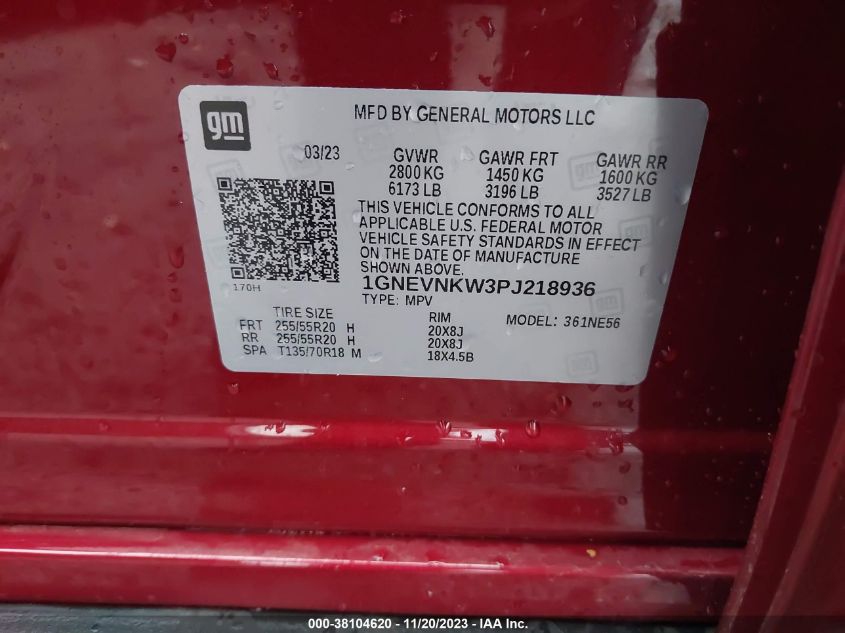 gm
MFD BY GENERAL MOTORS LLC
03/23 GVWR GAWR FRT GAWR RR
2800 KG 1450 KG 1600 KG
6173 LB 3196 LB 3527 LB
THIS VEHICLE CONFORMS TO ALL
APPLICABLE U.S. FEDERAL MOTOR
VEHICLE SAFETY STANDARDS IN EFFECT
ON THE DATE OF MANUFACTURE
SHOWN ABOVE.
170H
1GNEVNKW3PJ218936
TYPE: MPV
TIRE SIZE RIM MODEL: 361NE56
FRT 255/55R20 H 20X8J
RR 255/55R20 H 20X8J
SPA T135/70R18 M 18X4.5B
000-38104620 - 11/20/2023 - IAA Inc.